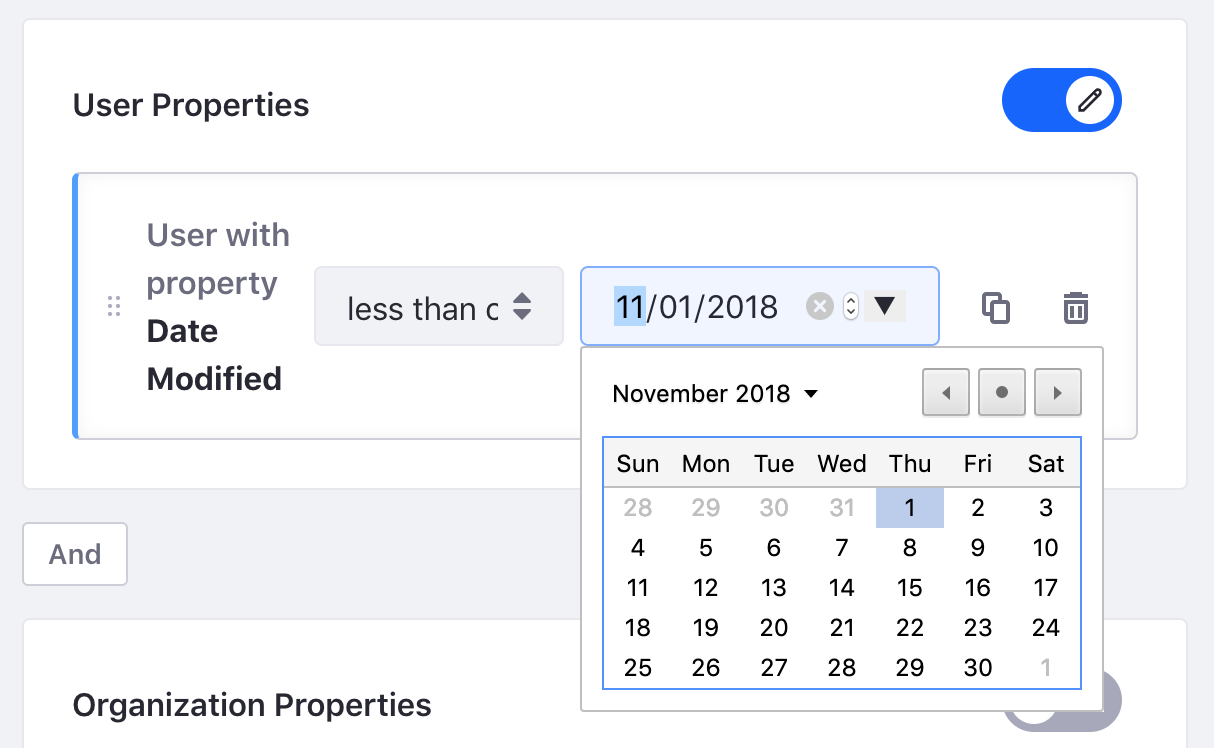 User Properties
User with
property
Date
Modified
less than c
11/01/2018
November 2018
Sun Mon Tue Wed Thu Fri Sat
28 29 30 31 1 2 3
4 5 6 7 8 9 10
11 12 13 14 15 16 17
18 19 20 21 22 23 24
25 26 27 28 29 30 1
And
Organization Properties